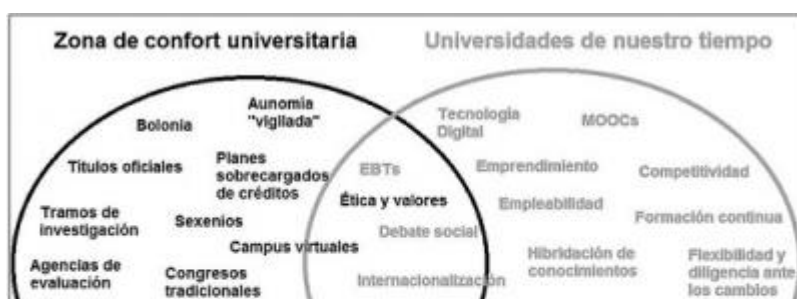 Zona de confort universitaria
Universidades de nuestro tiempo
Aunomía
"vigilada"
Bolonia
Títulos oficiales
Planes
sobrecargados
de créditos
Tramos de
investigación
Sexenios
Campus virtuales
Agencias de
evaluación
Congresos
tradicionales
EBTs
Ética y valores
Debate social
Internacionalización
Tecnología
Digital
MOOCs
Emprendimiento
Competitividad
Empleabilidad
Formación continua
Hibridación de
conocimientos
Flexibilidad y
diligencia ante
los cambios